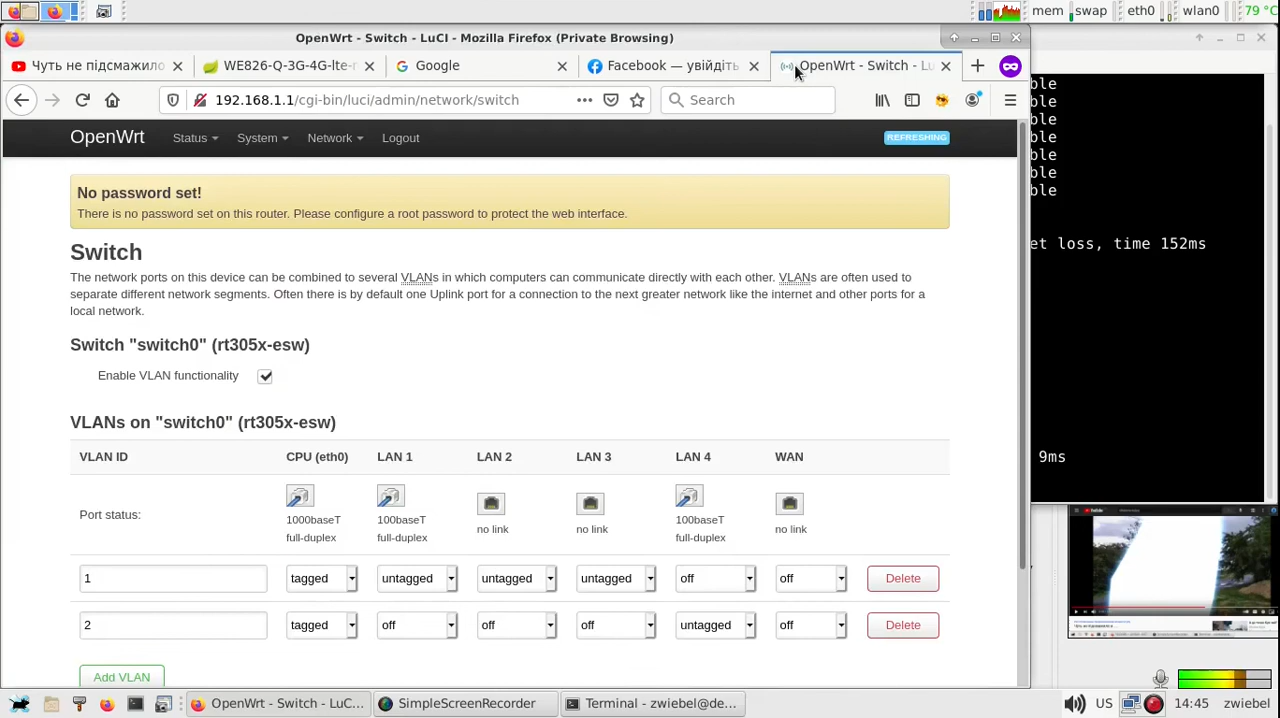 mem swap eth0 wlan0 79 °C
OpenWrt - Switch - LuCI - Mozilla Firefox (Private Browsing)
Чуть не підсмажило WE826-Q-3G4G-lte- Google Facebook — увійдіть OpenWrt - Switch - Lu
192.168.1.1/cgi-bin/luci/admin/network/switch Search
OpenWrt Status System Network Logout REFRESHING
No password set!
There is no password set on this router. Please configure a root password to protect the web interface.
Switch
The network ports on this device can be combined to several VLANs in which computers can communicate directly with each other. VLANs are often used to
separate different network segments. Often there is by default one Uplink port for a connection to the next greater network like the internet and other ports for a
local network.
Switch "switch0" (rt305x-esw)
Enable VLAN functionality
VLANs on "switch0" (rt305x-esw)
VLAN ID CPU (eth0) LAN 1 LAN 2 LAN 3 LAN 4 WAN
Port status: 1000baseT full-duplex 100baseT full-duplex no link no link 100baseT full-duplex no link
1 tagged untagged untagged untagged off off Delete
2 tagged off off off untagged off Delete
Add VLAN
ble
ble
ble
ble
ble
ble
ble
et loss, time 152ms
9ms
OpenWrt - Switch - LuC... SimpleScreenRecorder Terminal - zwiebel@de... US 14:45 zwiebel